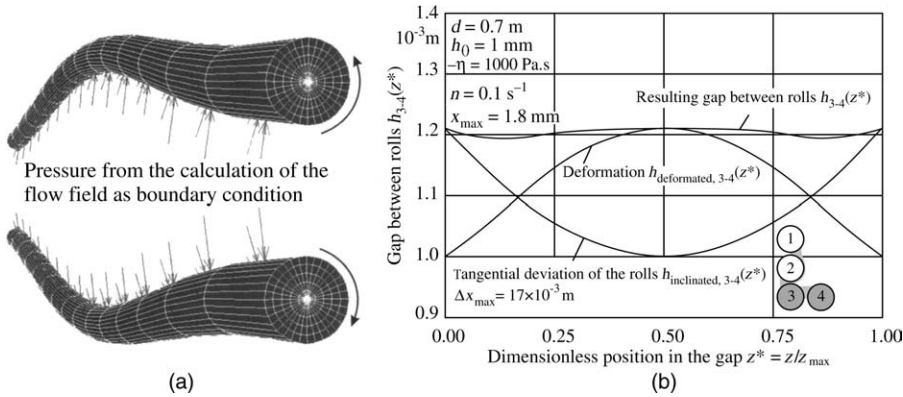 Pressure from the calculation of the
flow field as boundary condition
(a)
1.4
10⁻³m
1.3
1.2
1.1
1.0
0.9
Gap between rolls h₃₋₄(z*)
d = 0.7 m
h₀ = 1 mm
–η = 1000 Pa.s
n = 0.1 s⁻¹
x_max = 1.8 mm
Resulting gap between rolls h₃₋₄(z*)
Deformation h_deformated, 3-4(z*)
Tangential deviation of the rolls h_inclinated, 3-4(z*)
Δx_max = 17×10⁻³ m
1
2
3 4
0.00 0.25 0.50 0.75 1.00
Dimensionless position in the gap z* = z/z_max
(b)